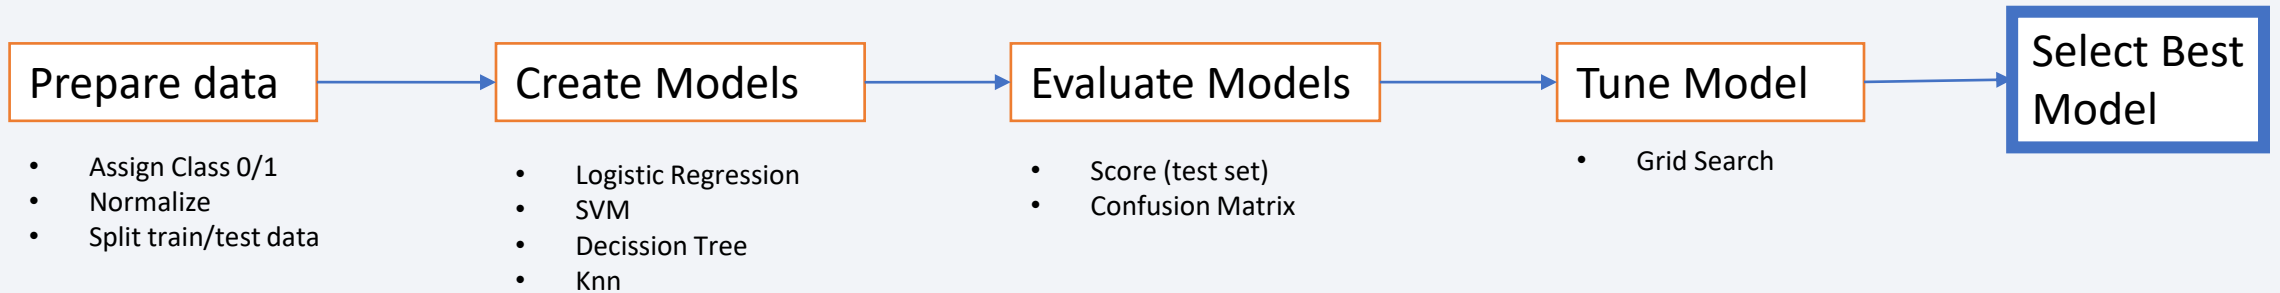 Prepare data
• Assign Class 0/1
• Normalize
• Split train/test data
Create Models
• Logistic Regression
• SVM
• Decission Tree
• Knn
Evaluate Models
• Score (test set)
• Confusion Matrix
Tune Model
• Grid Search
Select Best
Model